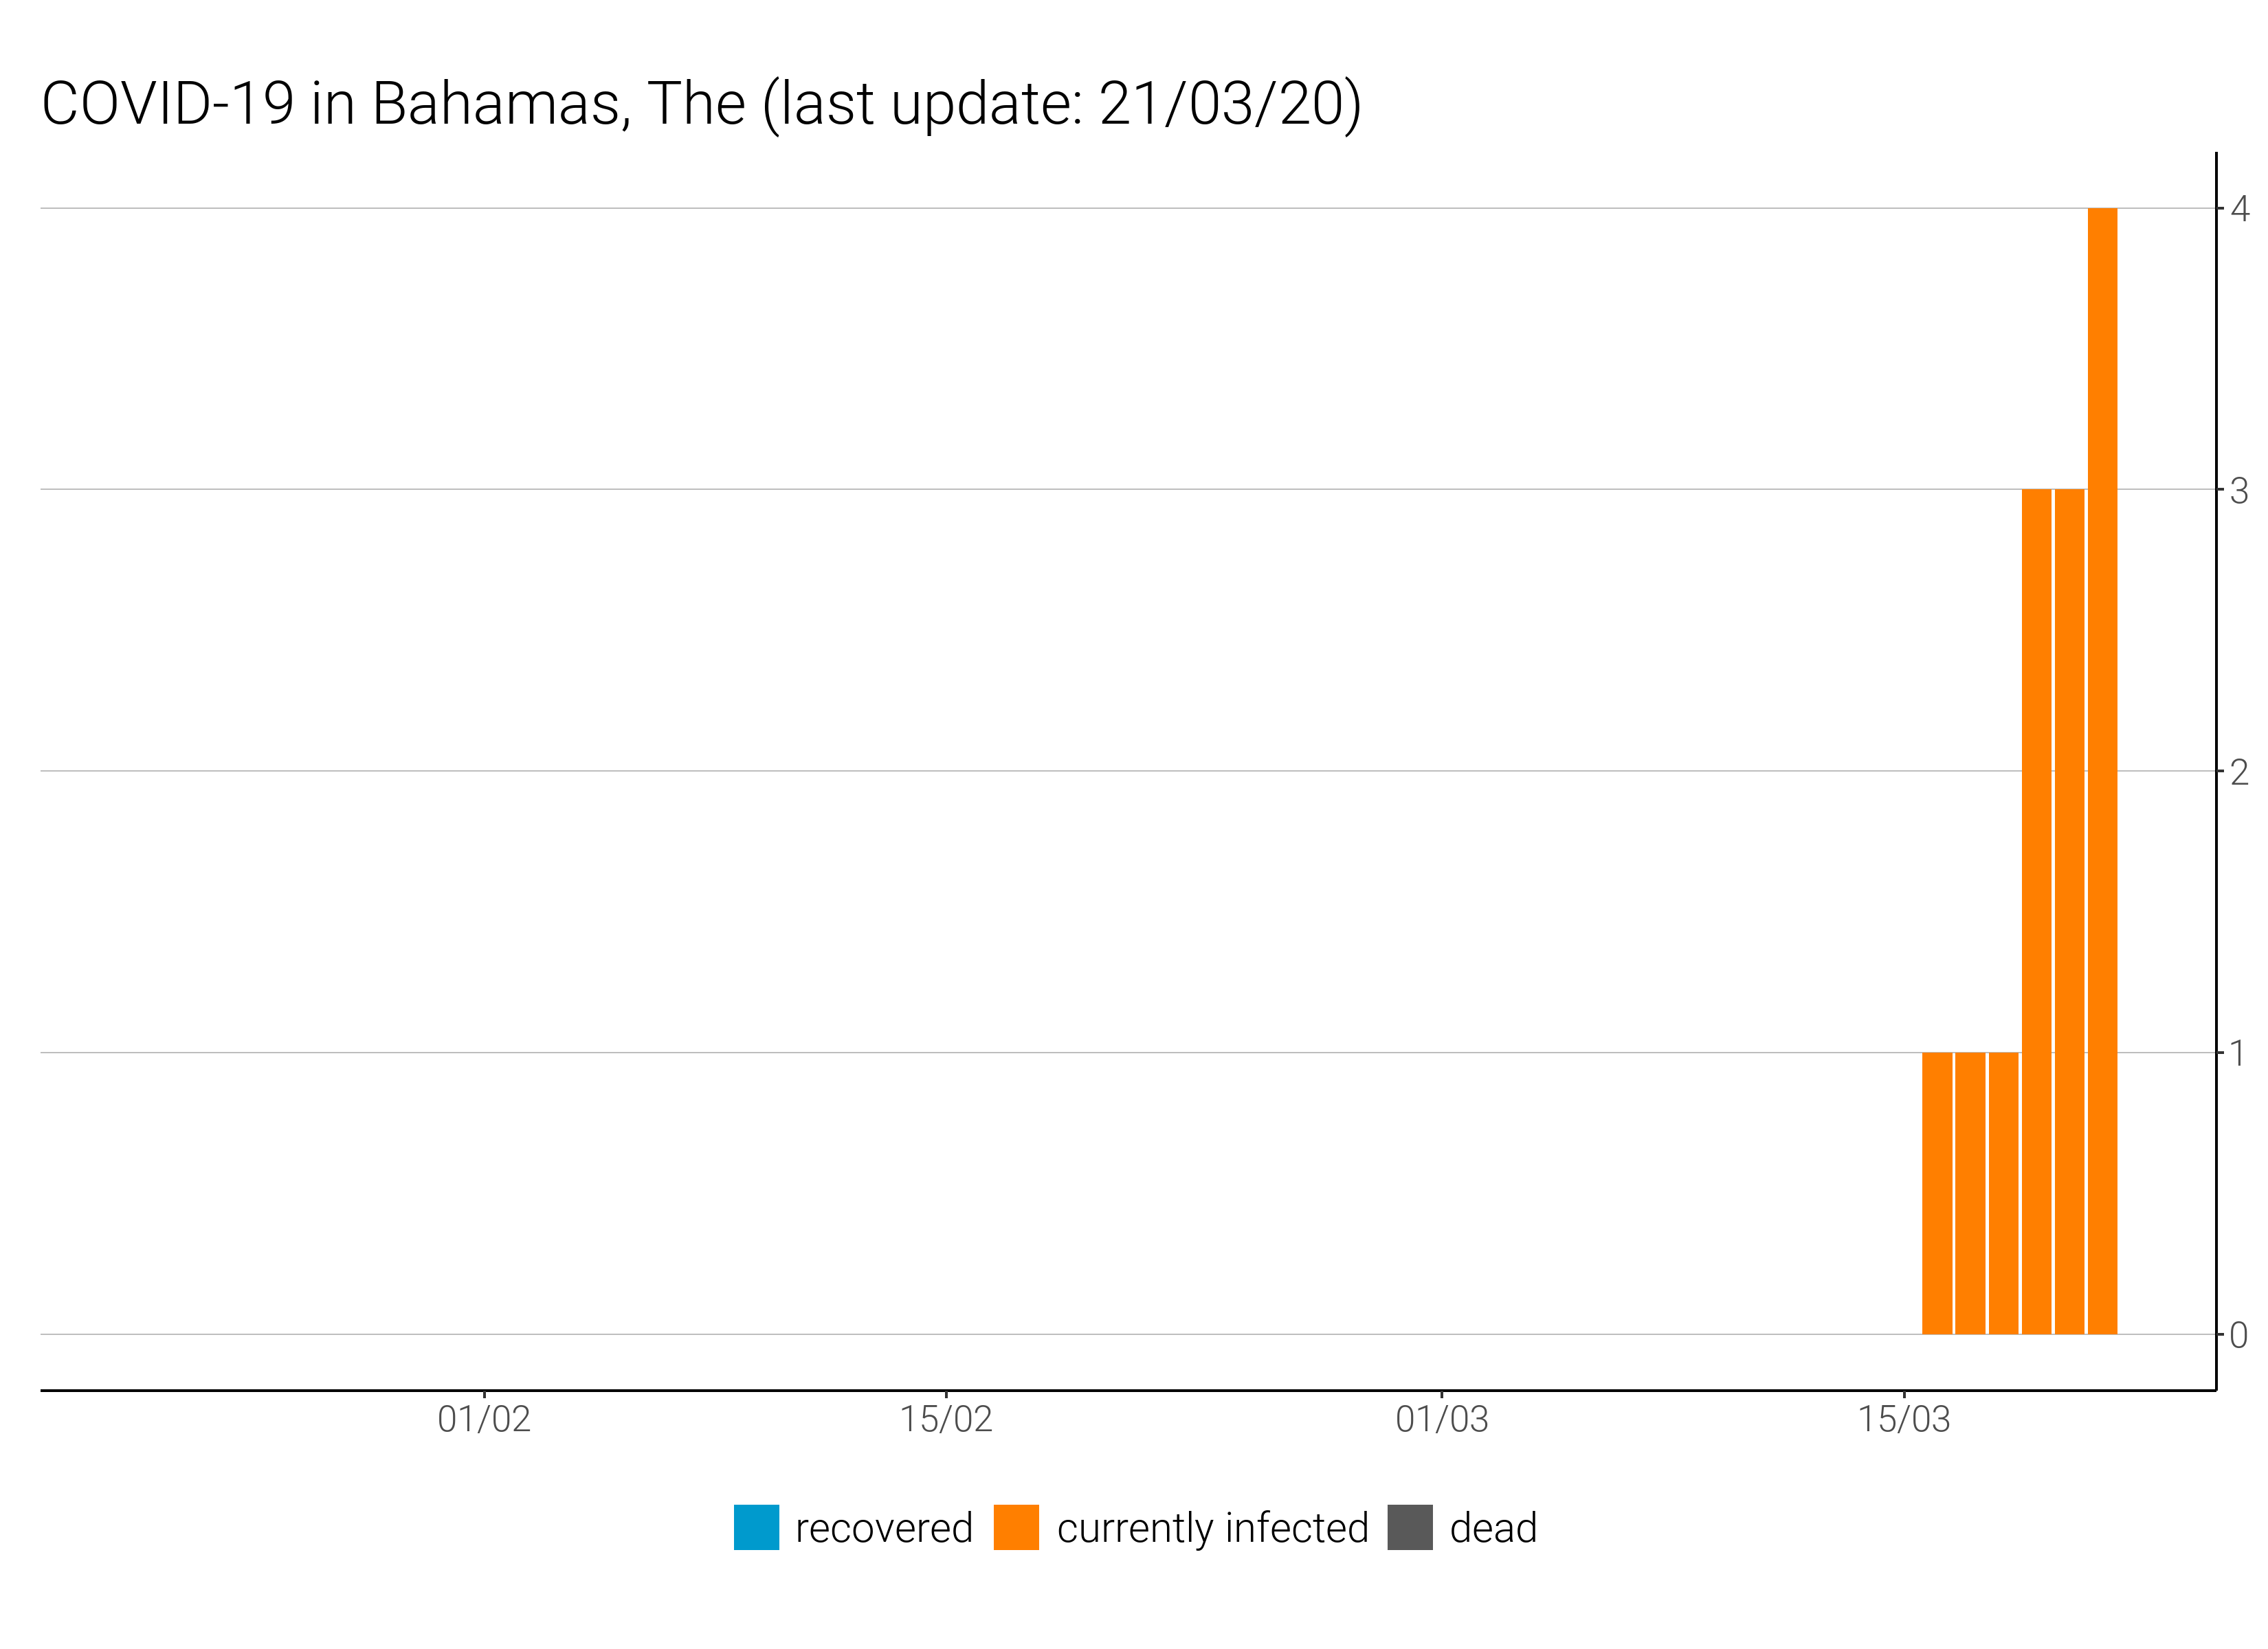 COVID-19 in Bahamas, The (last update: 21/03/20)
4
3
2
1
0
01/02 15/02 01/03 15/03
recovered currently infected dead